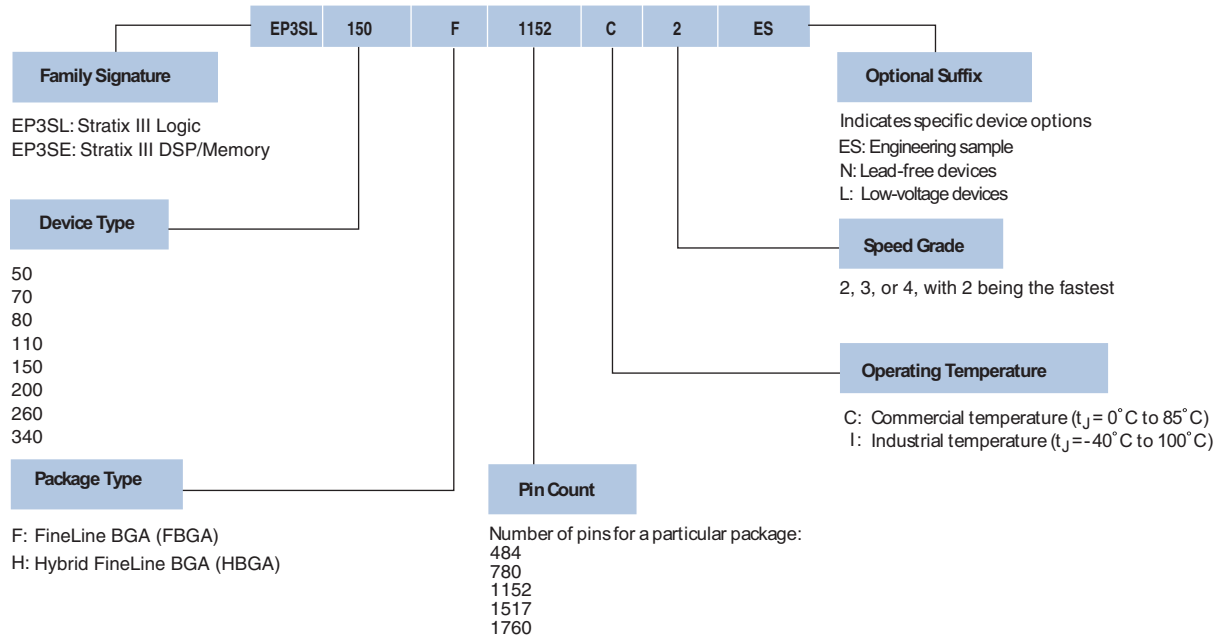 EP3SL 150 F 1152 C 2 ES
Family Signature
EP3SL: Stratix III Logic
EP3SE: Stratix III DSP/Memory
Device Type
50
70
80
110
150
200
260
340
Package Type
F: FineLine BGA (FBGA)
H: Hybrid FineLine BGA (HBGA)
Pin Count
Number of pins for a particular package:
484
780
1152
1517
1760
Optional Suffix
Indicates specific device options
ES: Engineering sample
N: Lead-free devices
L: Low-voltage devices
Speed Grade
2, 3, or 4, with 2 being the fastest
Operating Temperature
C: Commercial temperature (tJ = 0°C to 85°C)
I: Industrial temperature (tJ = -40°C to 100°C)